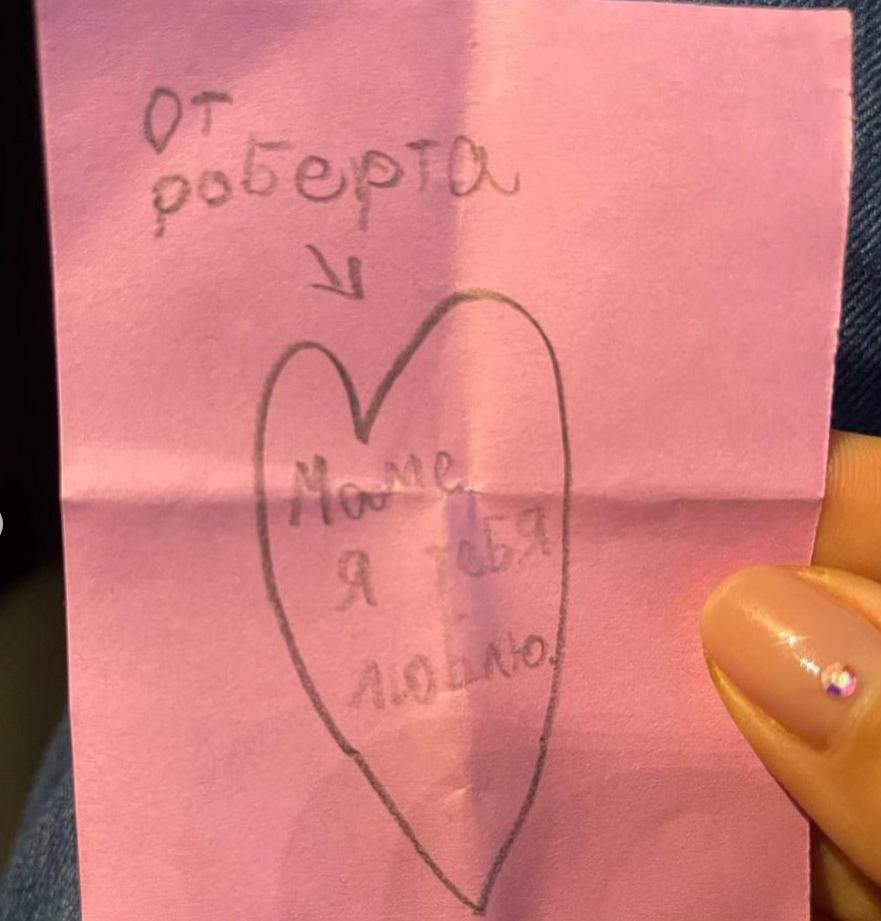 От
роберта
Маме
я тебя
люблю.